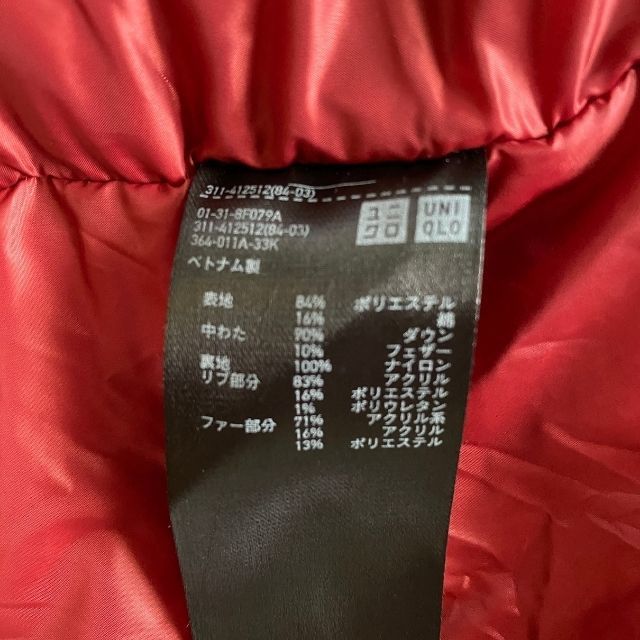 311-412512(84-03)
01-31-8F079A
311-412512(84-03)
364-011A-33K
ユニ
クロ
UNI
QLO
ベトナム製
表地 84% ポリエステル
16% 綿
中わた 90% ダウン
10% フェザー
裏地 100% ナイロン
リブ部分 83% アクリル
16% ポリエステル
1% ポリウレタン
ファー部分 71% アクリル系
16% アクリル
13% ポリエステル